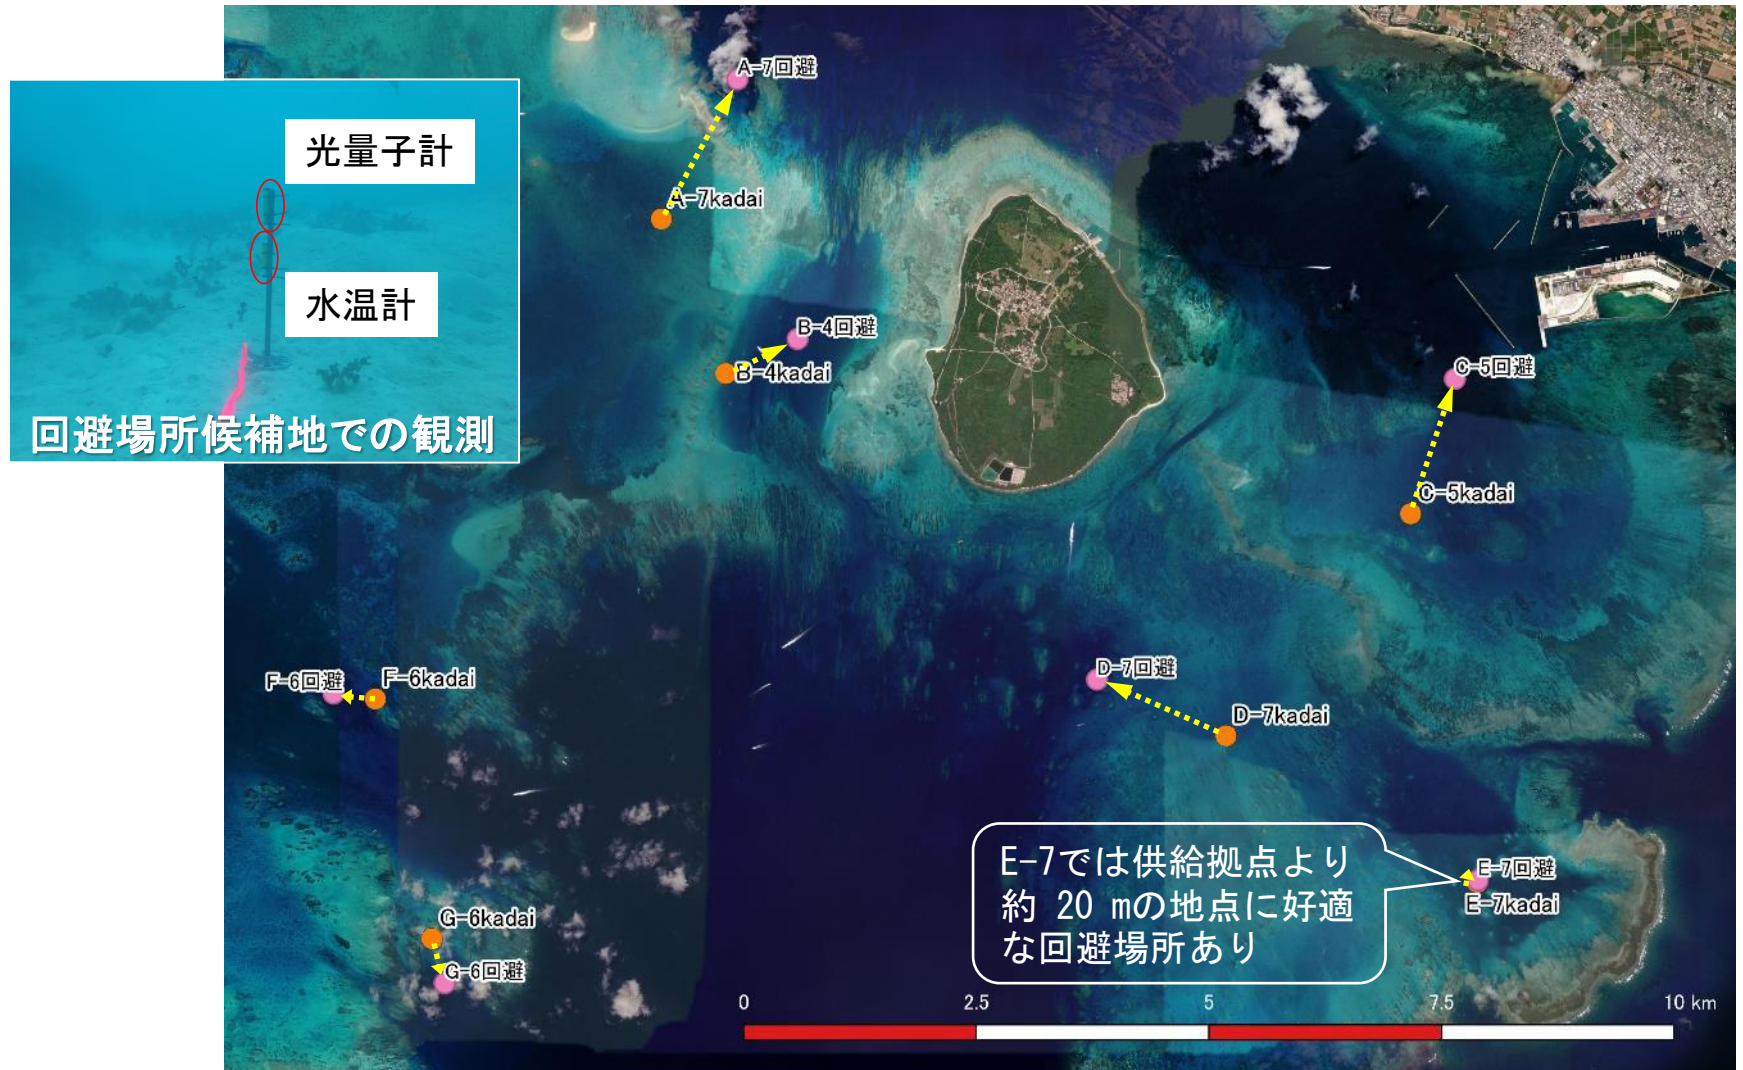 光量子計
水温計
回避場所候補地での観測
A-7回避
A-7kadai
B-4回避
B-4kadai
C-5回避
C-5kadai
F-6回避
F-6kadai
D-7回避
D-7kadai
E-7では供給拠点より
約 20 mの地点に好適
な回避場所あり
E-7回避
E-7kadai
G-6kadai
G-6回避
0 2.5 5 7.5 10 km